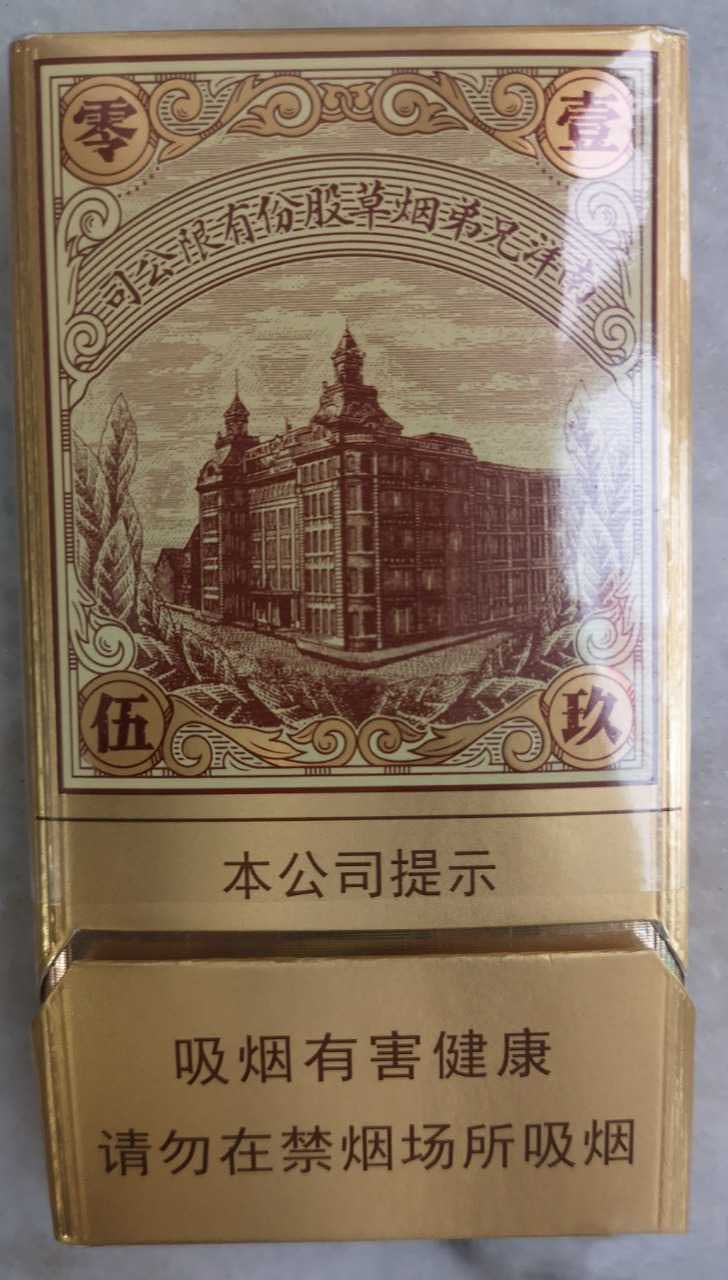 壹
玖
零
伍
南洋兄弟烟草股份有限公司
本公司提示
吸烟有害健康
请勿在禁烟场所吸烟